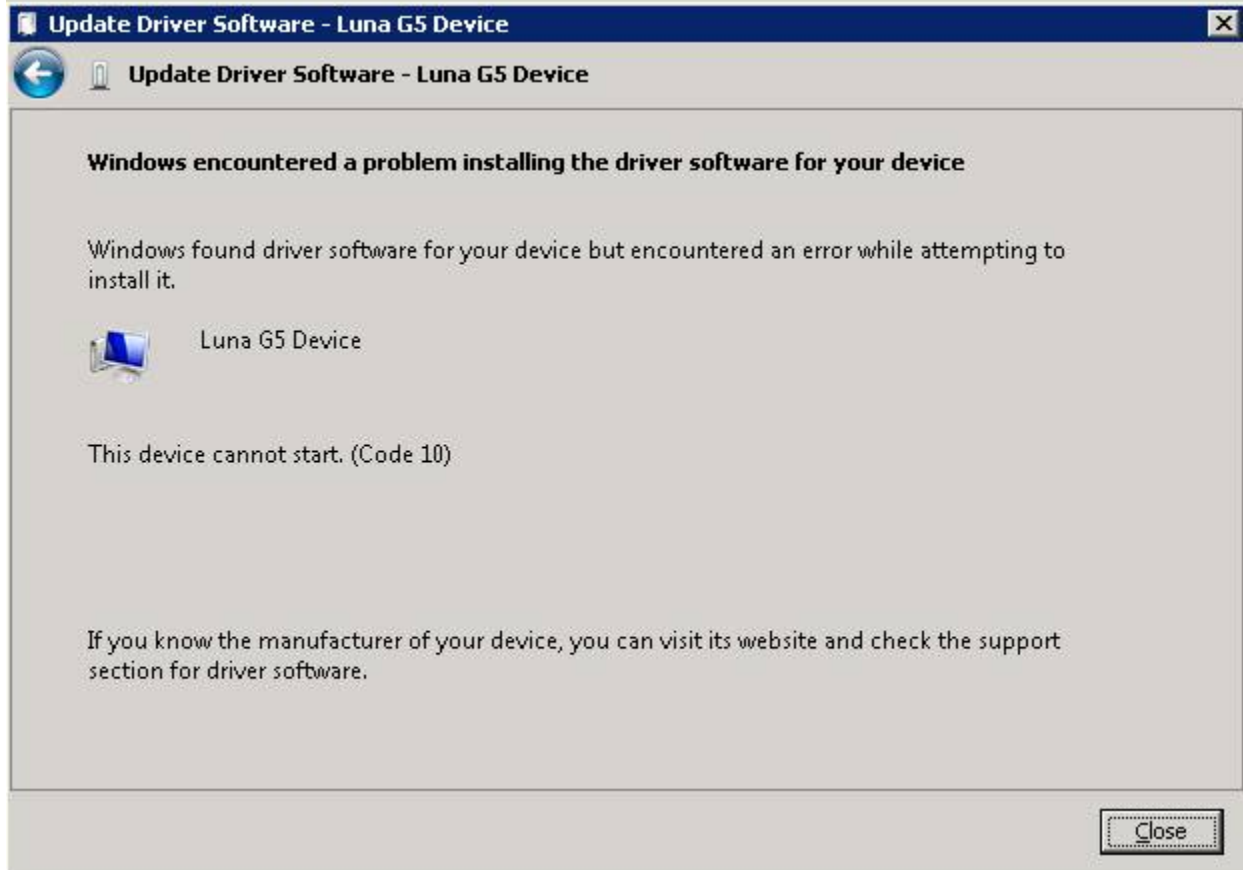 Update Driver Software - Luna G5 Device
Update Driver Software - Luna G5 Device
Windows encountered a problem installing the driver software for your device
Windows found driver software for your device but encountered an error while attempting to
install it.
Luna G5 Device
This device cannot start. (Code 10)
If you know the manufacturer of your device, you can visit its website and check the support
section for driver software.
Close